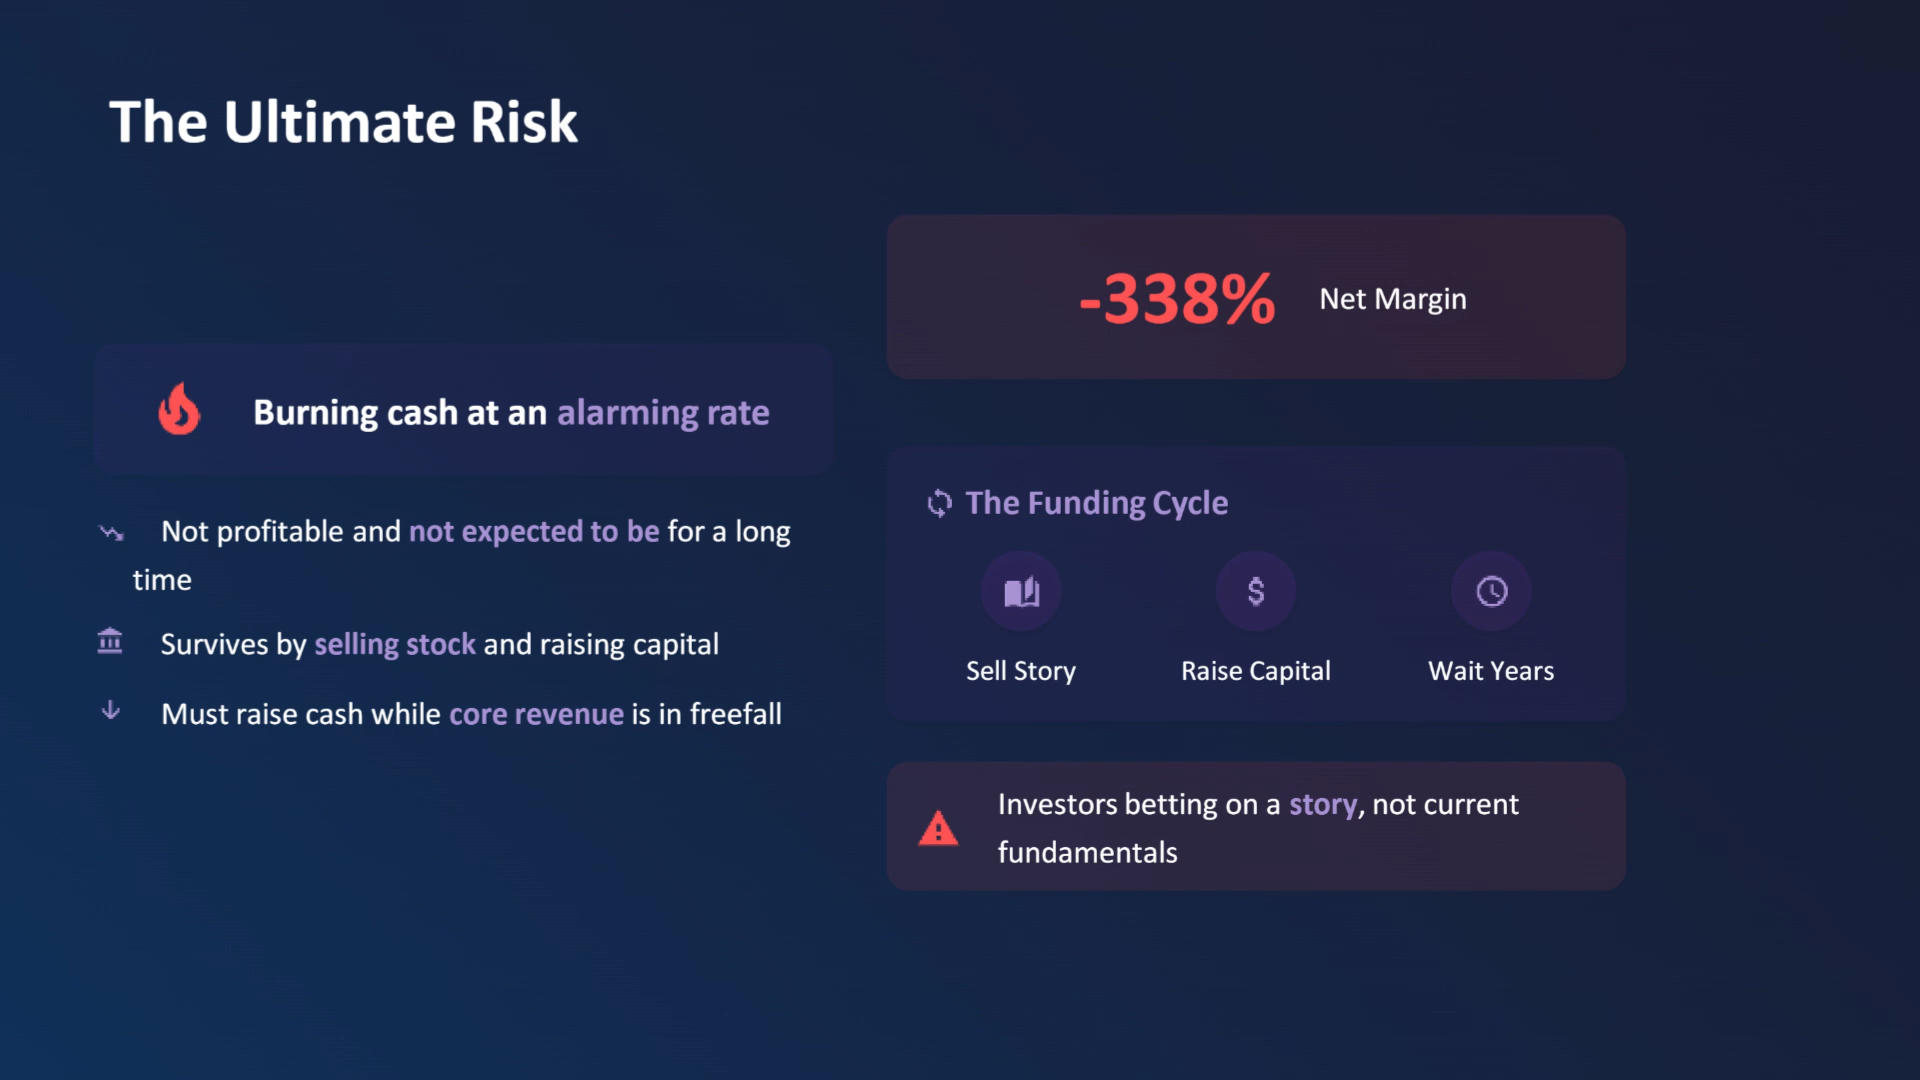 The Ultimate Risk
Burning cash at an alarming rate
Not profitable and not expected to be for a long
time
Survives by selling stock and raising capital
Must raise cash while core revenue is in freefall
-338% Net Margin
The Funding Cycle
Sell Story
Raise Capital
Wait Years
Investors betting on a story, not current
fundamentals